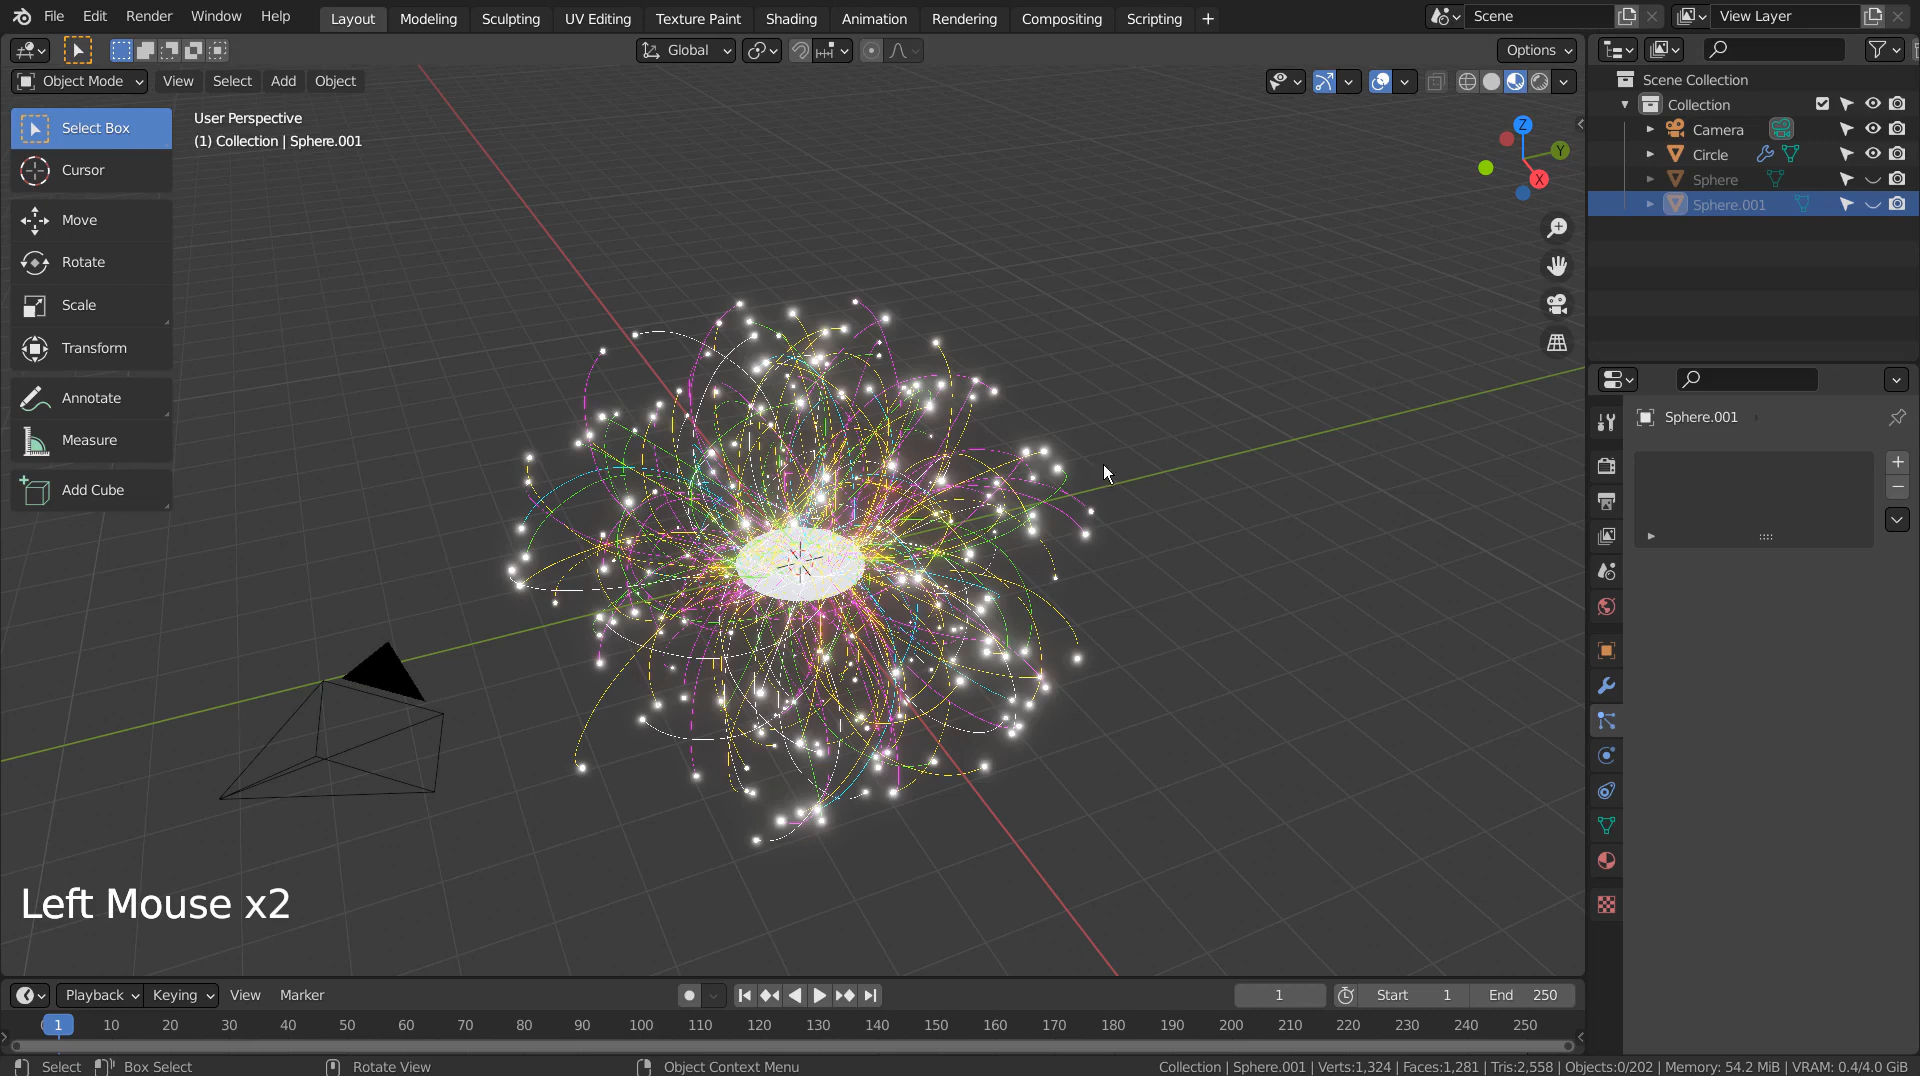 File Edit Render Window Help Layout Modeling Sculpting UV Editing Texture Paint Shading Animation Rendering Compositing Scripting + Scene View Layer
Global Options
Object Mode View Select Add Object
Scene Collection
Collection
Camera
Circle
Sphere
Sphere.001
User Perspective
(1) Collection | Sphere.001
Z
Y
X
Select Box
Cursor
Move
Rotate
Scale
Transform
Annotate
Measure
Add Cube
Sphere.001
Left Mouse x2
Playback Keying View Marker 1 Start 1 End 250
1 10 20 30 40 50 60 70 80 90 100 110 120 130 140 150 160 170 180 190 200 210 220 230 240 250
Select Box Select Rotate View Object Context Menu Collection | Sphere.001 | Verts:1,324 | Faces:1,281 | Tris:2,558 | Objects:0/202 | Memory: 54.2 MiB | VRAM: 0.4/4.0 GiB